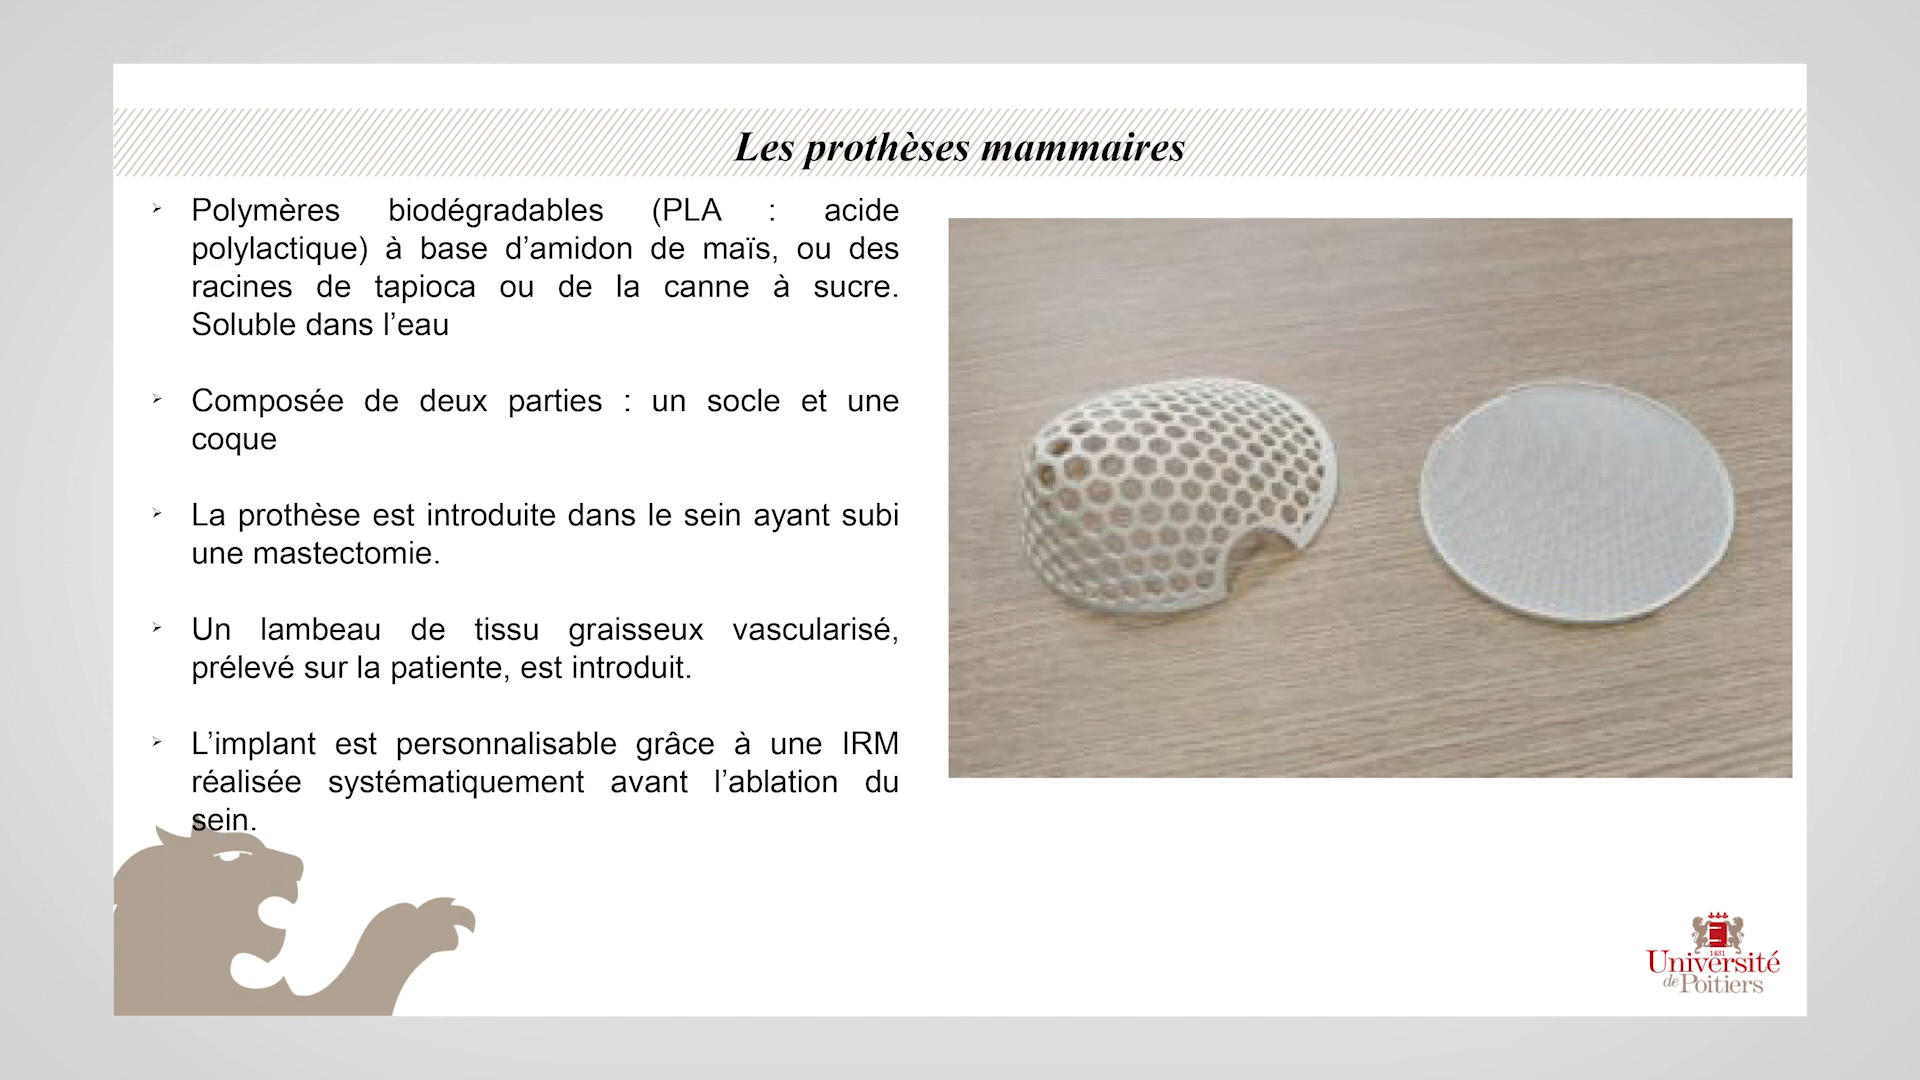 Les prothèses mammaires
➢ Polymères biodégradables (PLA : acide
polylactique) à base d’amidon de maïs, ou des
racines de tapioca ou de la canne à sucre.
Soluble dans l’eau
➢ Composée de deux parties : un socle et une
coque
➢ La prothèse est introduite dans le sein ayant subi
une mastectomie.
➢ Un lambeau de tissu graisseux vascularisé,
prélevé sur la patiente, est introduit.
➢ L’implant est personnalisable grâce à une IRM
réalisée systématiquement avant l’ablation du
sein.
1431
Université
de Poitiers